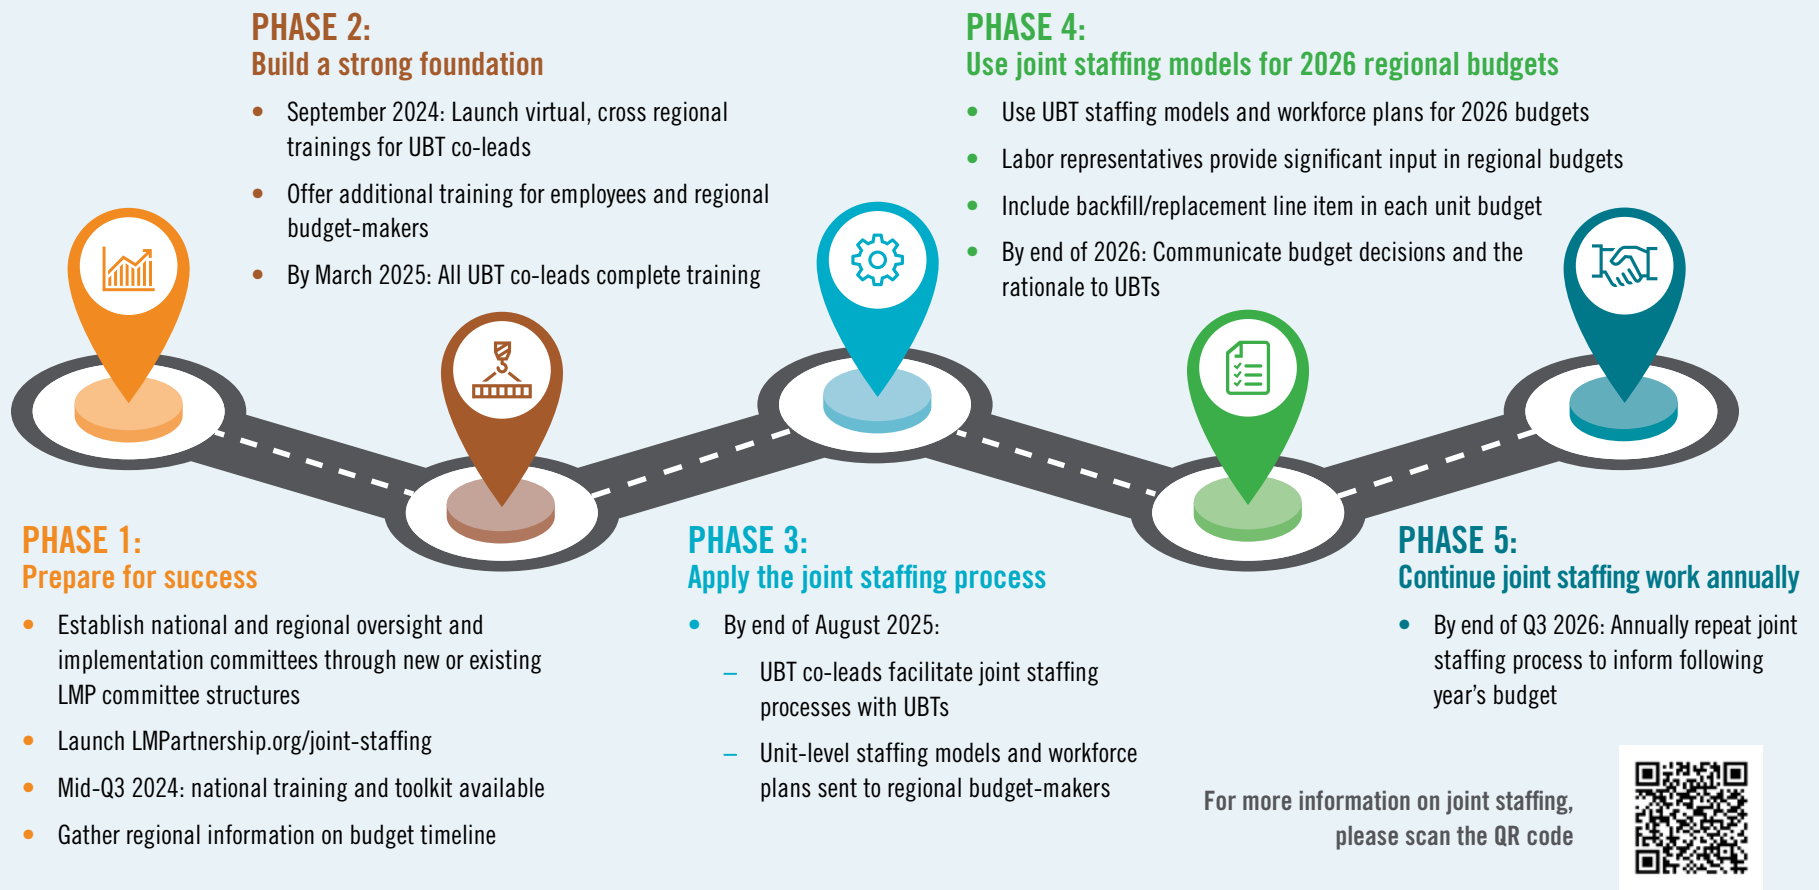 PHASE 1:
Prepare for success
• Establish national and regional oversight and
implementation committees through new or existing
LMP committee structures
• Launch LMPartnership.org/joint-staffing
• Mid-Q3 2024: national training and toolkit available
• Gather regional information on budget timeline
PHASE 2:
Build a strong foundation
• September 2024: Launch virtual, cross regional
trainings for UBT co-leads
• Offer additional training for employees and regional
budget-makers
• By March 2025: All UBT co-leads complete training
PHASE 3:
Apply the joint staffing process
• By end of August 2025:
– UBT co-leads facilitate joint staffing
processes with UBTs
– Unit-level staffing models and workforce
plans sent to regional budget-makers
PHASE 4:
Use joint staffing models for 2026 regional budgets
• Use UBT staffing models and workforce plans for 2026 budgets
• Labor representatives provide significant input in regional budgets
• Include backfill/replacement line item in each unit budget
• By end of 2026: Communicate budget decisions and the
rationale to UBTs
PHASE 5:
Continue joint staffing work annually
• By end of Q3 2026: Annually repeat joint
staffing process to inform following
year's budget
For more information on joint staffing,
please scan the QR code